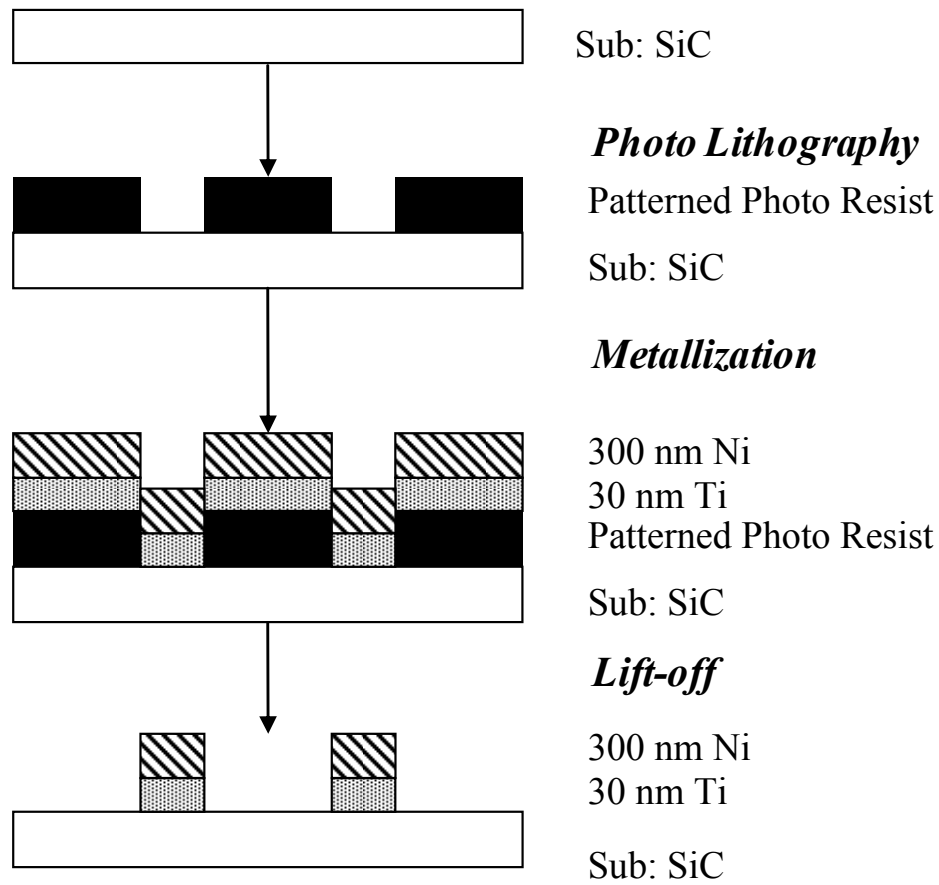 Sub: SiC
Photo Lithography
Patterned Photo Resist
Sub: SiC
Metallization
300 nm Ni
30 nm Ti
Patterned Photo Resist
Sub: SiC
Lift-off
300 nm Ni
30 nm Ti
Sub: SiC